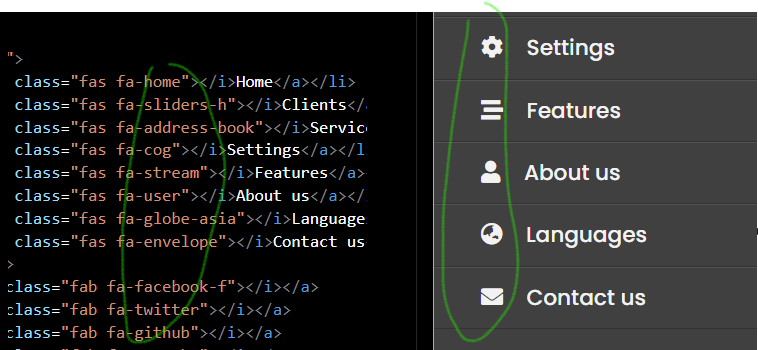 ">
class="fas fa-home"></i>Home</a></li>
class="fas fa-sliders-h"></i>Clients</
class="fas fa-address-book"></i>Servic
class="fas fa-cog"></i>Settings</a></l
class="fas fa-stream"></i>Features</a>
class="fas fa-user"></i>About us</a></
class="fas fa-globe-asia"></i>Language
class="fas fa-envelope"></i>Contact us
>
class="fab fa-facebook-f"></i></a>
class="fab fa-twitter"></i></a>
class="fab fa-github"></i></a>
Settings
Features
About us
Languages
Contact us